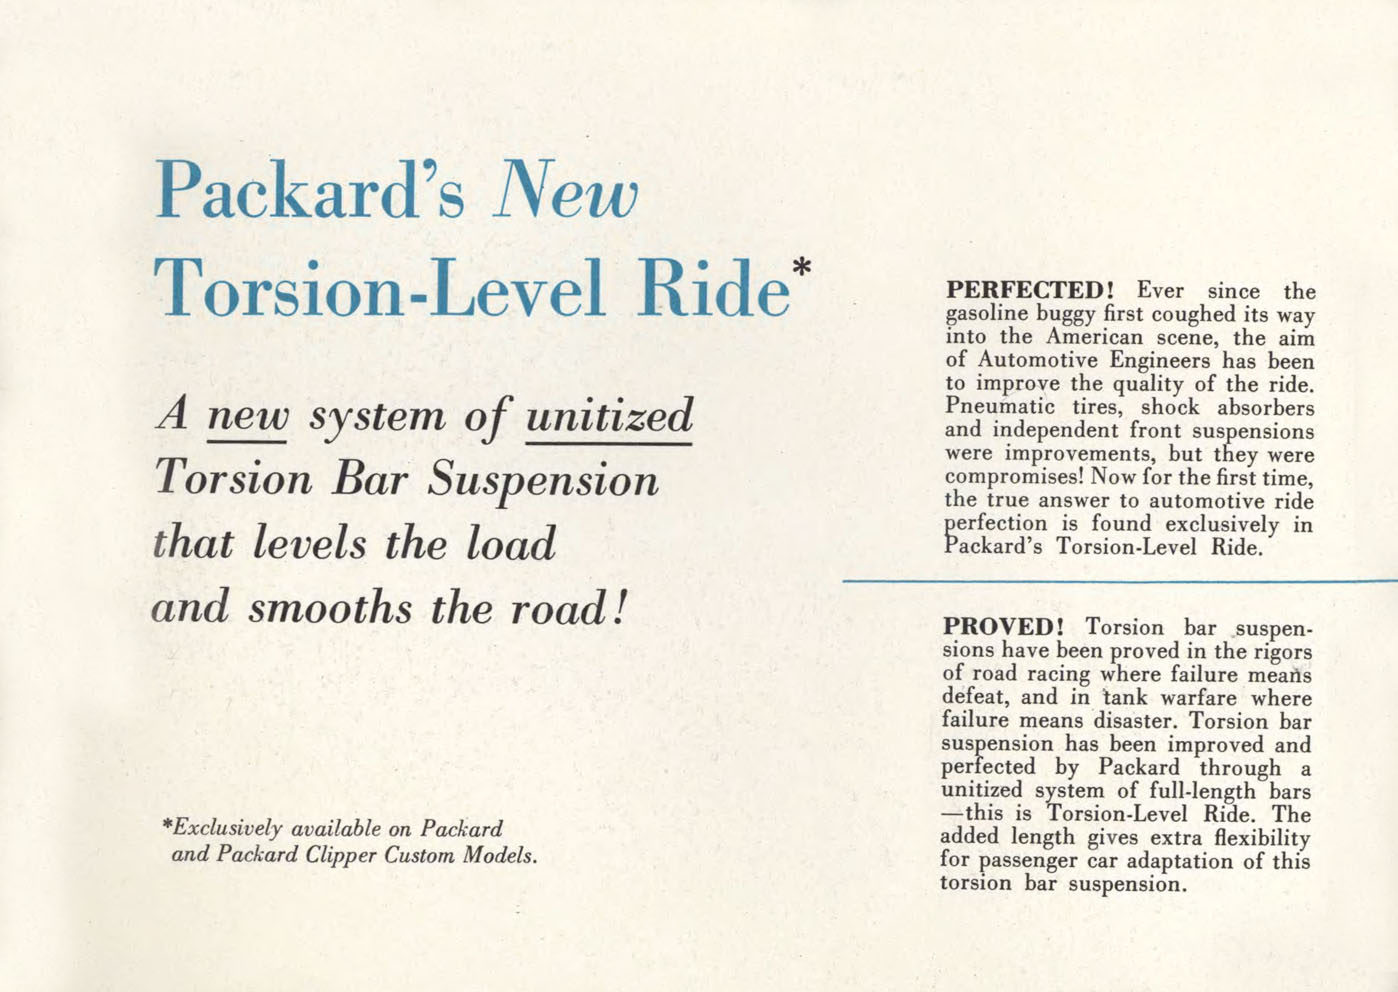 Packard's New
Torsion-Level Ride*
A new system of unitized
Torsion Bar Suspension
that levels the load
and smooths the road!
*Exclusively available on Packard
and Packard Clipper Custom Models.
PERFECTED! Ever since the
gasoline buggy first coughed its way
into the American scene, the aim
of Automotive Engineers has been
to improve the quality of the ride.
Pneumatic tires, shock absorbers
and independent front suspensions
were improvements, but they were
compromises! Now for the first time,
the true answer to automotive ride
perfection is found exclusively in
Packard's Torsion-Level Ride.
PROVED! Torsion bar suspen-
sions have been proved in the rigors
of road racing where failure means
defeat, and in tank warfare where
failure means disaster. Torsion bar
suspension has been improved and
perfected by Packard through a
unitized system of full-length bars
—this is Torsion-Level Ride. The
added length gives extra flexibility
for passenger car adaptation of this
torsion bar suspension.